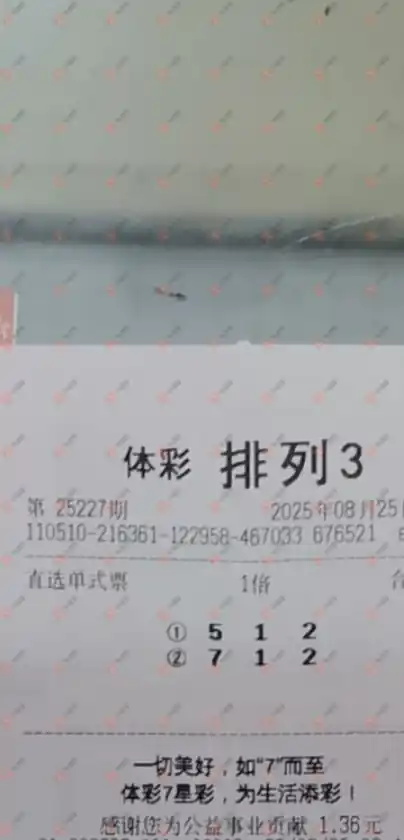 体彩 排列3
第 25227期 2025年08月25
110510-216361-122958-467033 676521
直选单式票 1倍 合
① 5 1 2
② 7 1 2
一切美好，如“7”而至
体彩7星彩，为生活添彩！
感谢您为公益事业贡献 1.36元